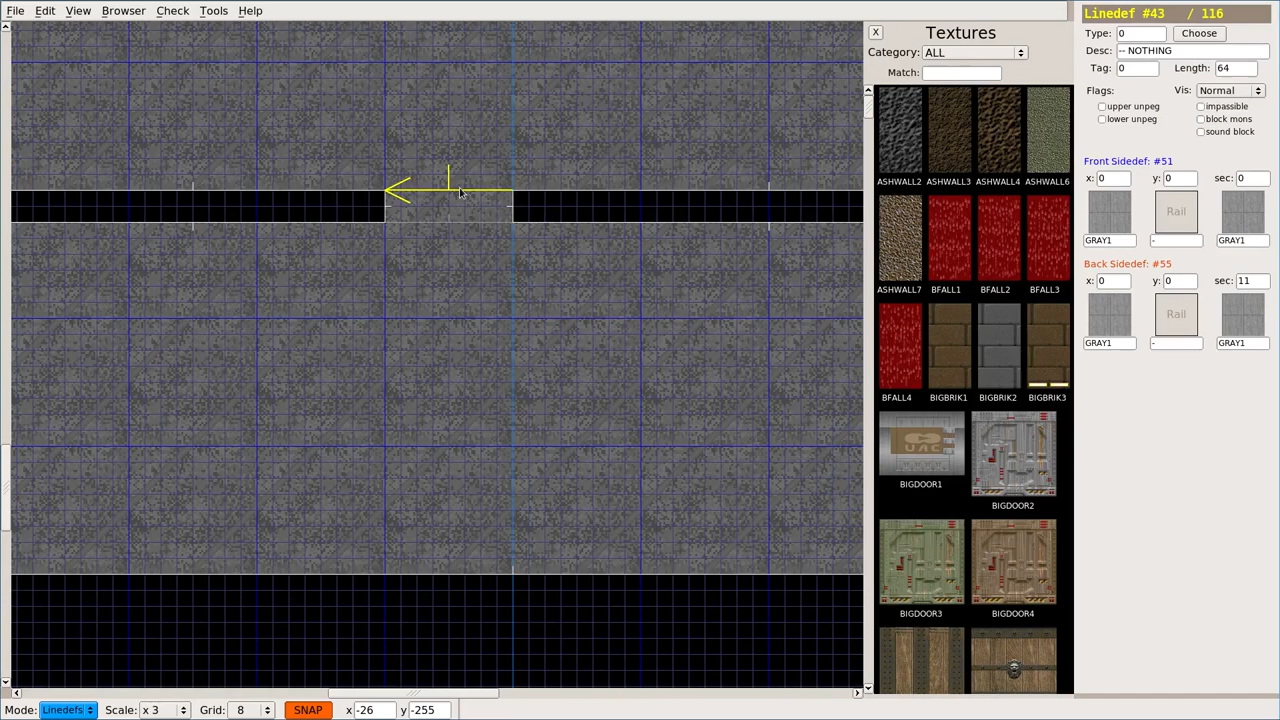 File Edit View Browser Check Tools Help
Linedef #43 / 116
Type: 0 Choose
Desc: -- NOTHING
Tag: 0 Length: 64
Flags: Vis: Normal
upper unpeg impassible
lower unpeg block mons
sound block
Front Sidedef: #51
x: 0 y: 0 sec: 0
Rail
GRAY1 - GRAY1
Back Sidedef: #55
x: 0 y: 0 sec: 11
Rail
GRAY1 - GRAY1
X Textures
Category: ALL
Match:
ASHWALL2 ASHWALL3 ASHWALL4 ASHWALL6
ASHWALL7 BFALL1 BFALL2 BFALL3
BFALL4 BIGBRIK1 BIGBRIK2 BIGBRIK3
UAC
BIGDOOR1
BIGDOOR2
BIGDOOR3 BIGDOOR4
Mode: Linedefs Scale: x 3 Grid: 8 SNAP x -26 y -255